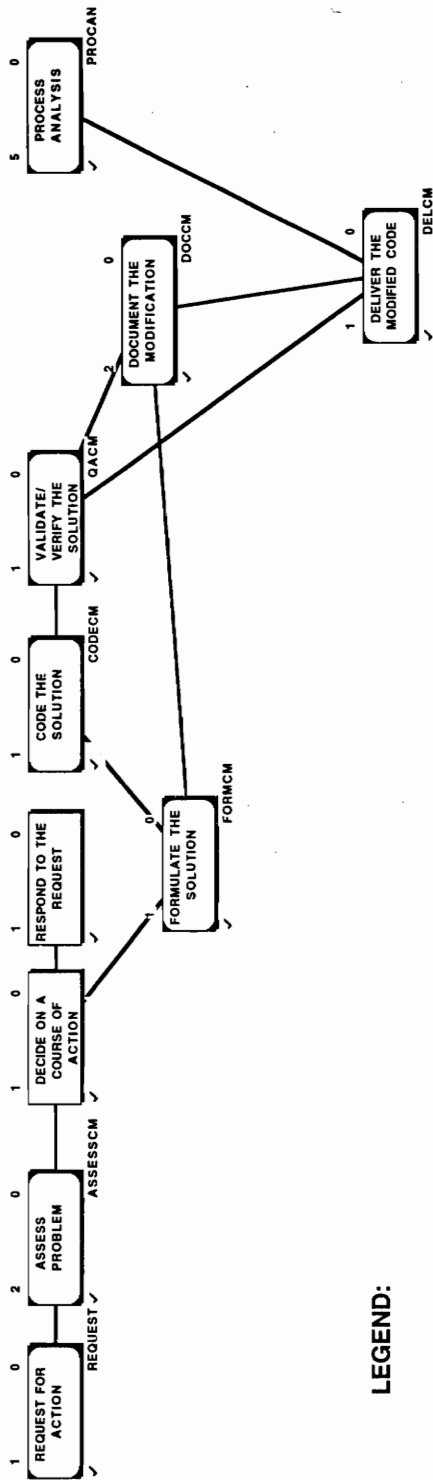 1 0
REQUEST FOR
ACTION
REQUEST
2 0
ASSESS
PROBLEM
ASSESSCM
1 0
DECIDE ON A
COURSE OF
ACTION
1 0
RESPOND TO THE
REQUEST
1 0
FORMULATE THE
SOLUTION
FORMCM
1 0
CODE THE
SOLUTION
CODECM
1 0
VALIDATE/
VERIFY THE
SOLUTION
QACM
2 0
DOCUMENT THE
MODIFICATION
DOCCM
1 0
DELIVER THE
MODIFIED CODE
DELCM
5 0
PROCESS
ANALYSIS
PROCAN
LEGEND: